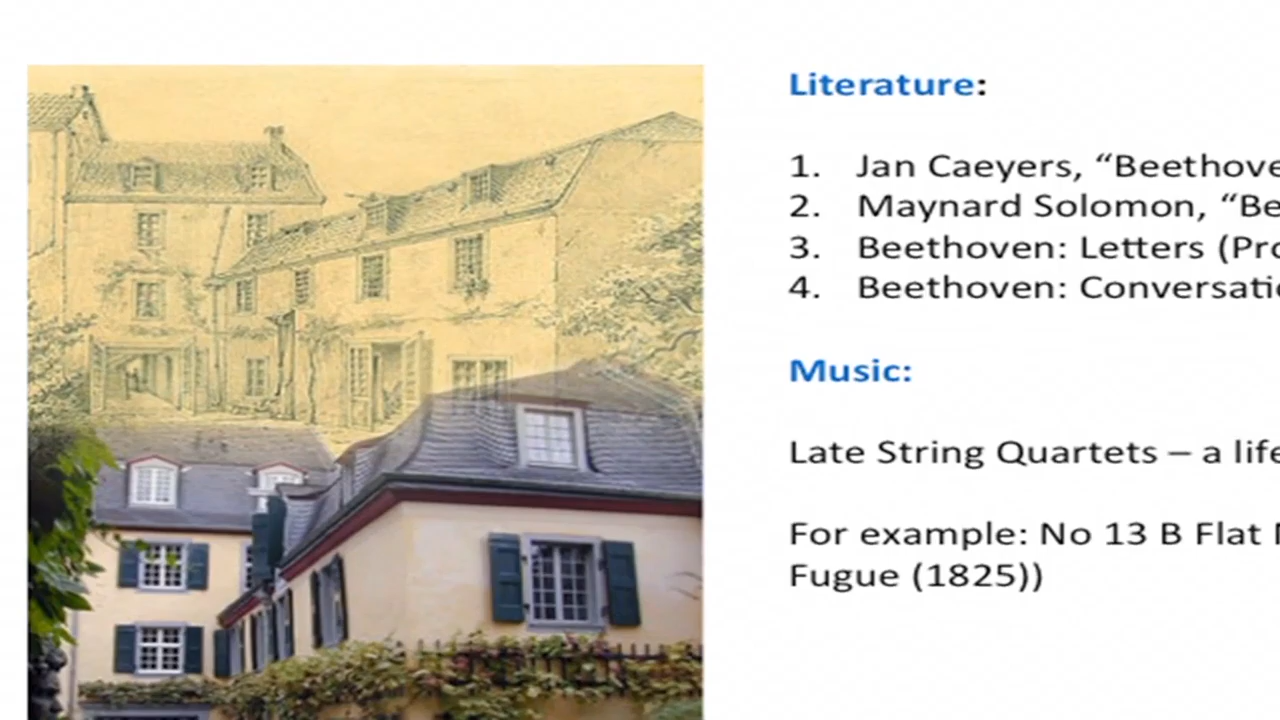 Literature:
1. Jan Caeyers, “Beethove
2. Maynard Solomon, “Be
3. Beethoven: Letters (Pro
4. Beethoven: Conversatio
Music:
Late String Quartets – a life
For example: No 13 B Flat
Fugue (1825))